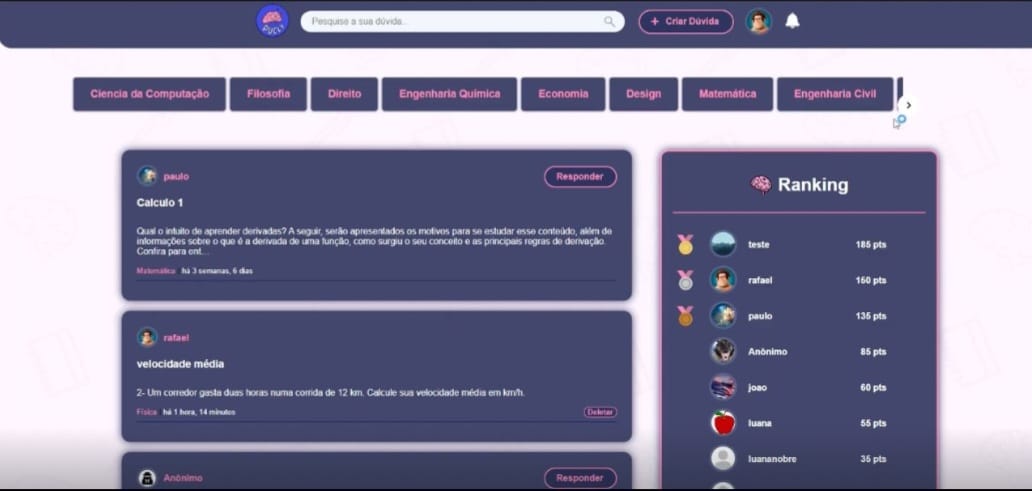 Pesquise a sua dúvida...
+ Criar Dúvida
Ciencia da Computação
Filosofia
Direito
Engenharia Química
Economia
Design
Matemática
Engenharia Civil
paulo
Responder
Calculo 1
Qual o intuito de aprender derivadas? A seguir, serão apresentados os motivos para se estudar esse conteúdo, além de
informações sobre o que é a derivada de uma função, como surgiu o seu conceito e as principais regras de derivação.
Confira para ent...
Matemática há 3 semanas, 6 dias
rafael
velocidade média
2- Um corredor gasta duas horas numa corrida de 12 km. Calcule sua velocidade média em km/h.
Física há 1 hora, 14 minutos
Deletar
Anônimo
Responder
Ranking
teste 185 pts
rafael 150 pts
paulo 135 pts
Anônimo 85 pts
joao 60 pts
luana 55 pts
luananobre 35 pts